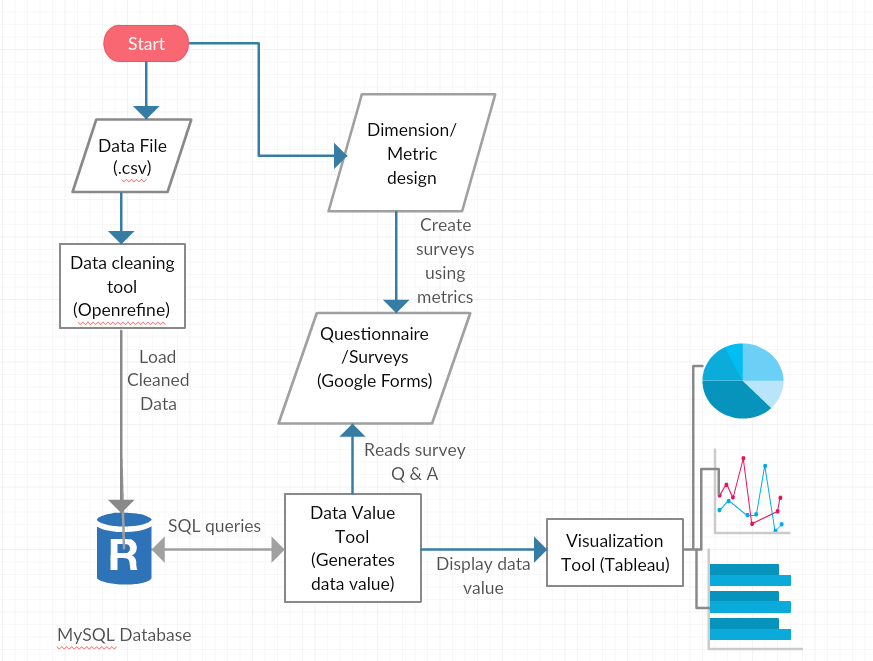 Start
Data File
(.csv)
Dimension/
Metric
design
Create
surveys
using
metrics
Data cleaning
tool
(Openrefine)
Load
Cleaned
Data
Questionnaire
/Surveys
(Google Forms)
Reads survey
Q & A
SQL queries
R
MySQL Database
Data Value
Tool
(Generates
data value)
Display data
value
Visualization
Tool (Tableau)